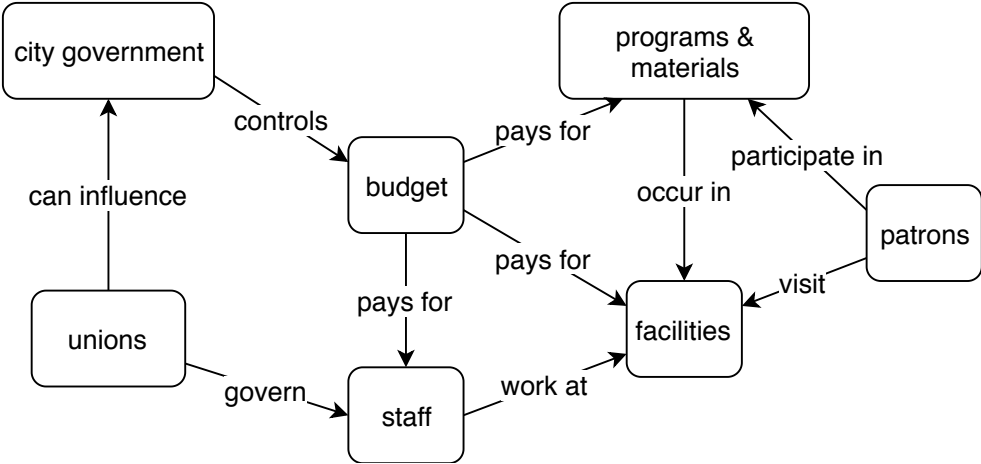 programs &
materials
city government
controls
pays for
budget
participate in
can influence
occur in
patrons
pays for
visit
pays for
unions
facilities
govern
work at
staff